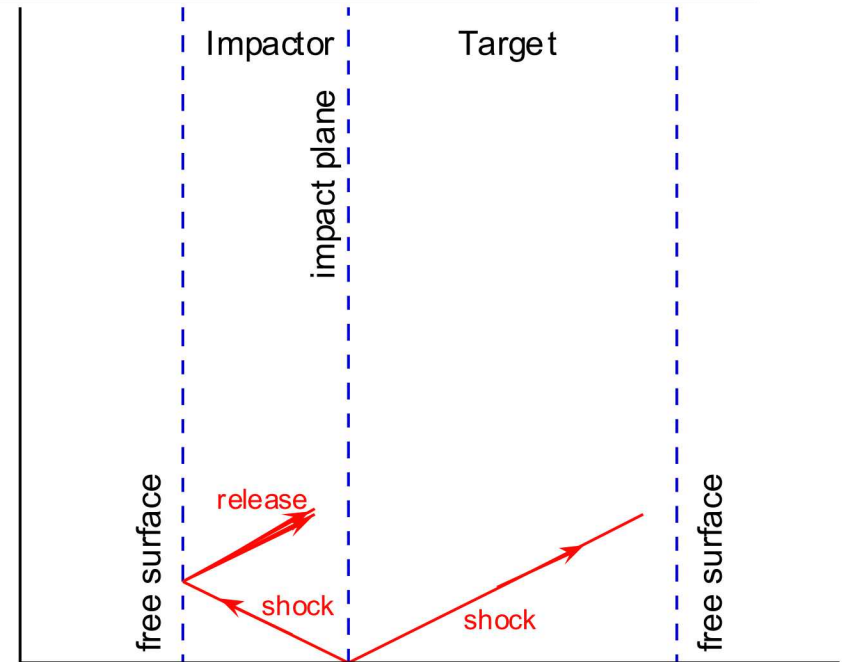 Impactor
Target
impact plane
free surface
release
shock
shock
free surface